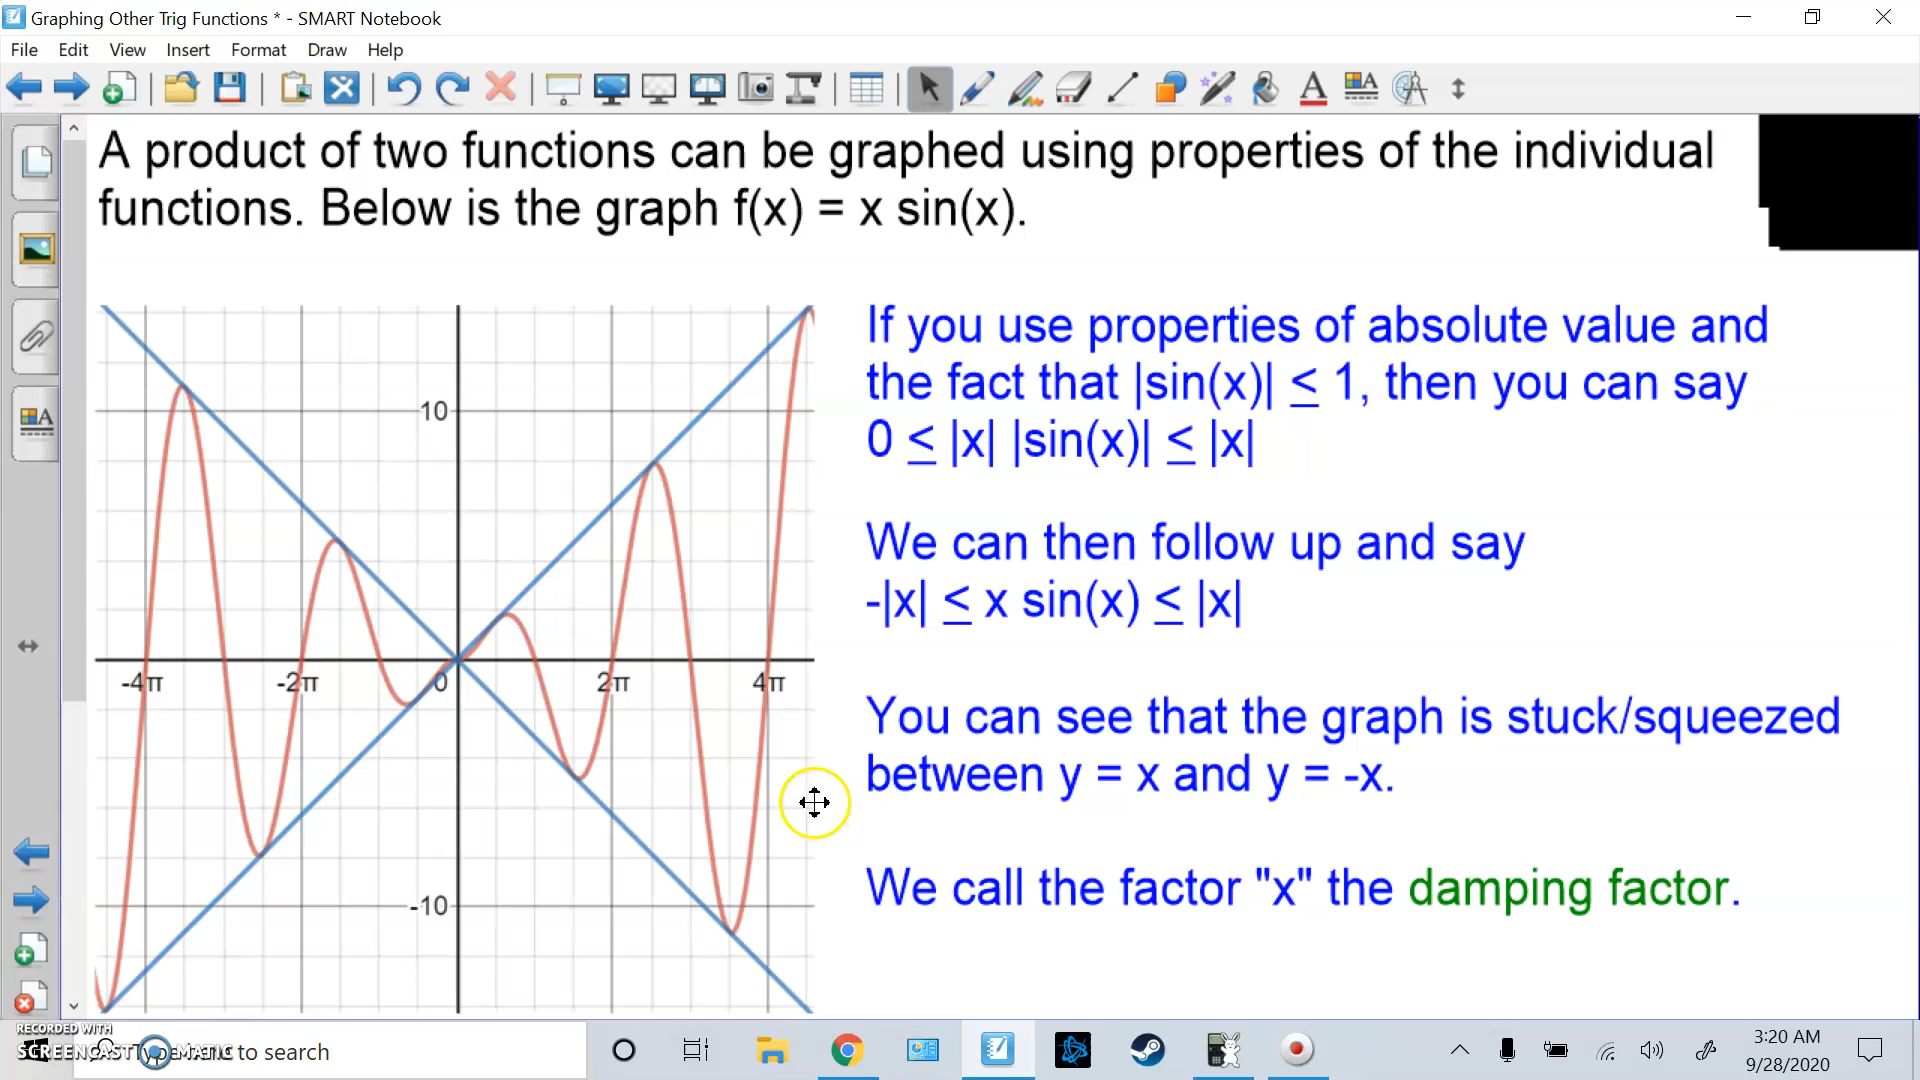 Graphing Other Trig Functions * - SMART Notebook
File Edit View Insert Format Draw Help
A product of two functions can be graphed using properties of the individual
functions. Below is the graph f(x) = x sin(x).
If you use properties of absolute value and
the fact that |sin(x)| ≤ 1, then you can say
0 ≤ |x| |sin(x)| ≤ |x|
We can then follow up and say
-|x| ≤ x sin(x) ≤ |x|
You can see that the graph is stuck/squeezed
between y = x and y = -x.
We call the factor "x" the damping factor.
10
-4π -2π 0 2π 4π
-10
RECORDED WITH
SCREENCAST MATIC
to search
3:20 AM
9/28/2020